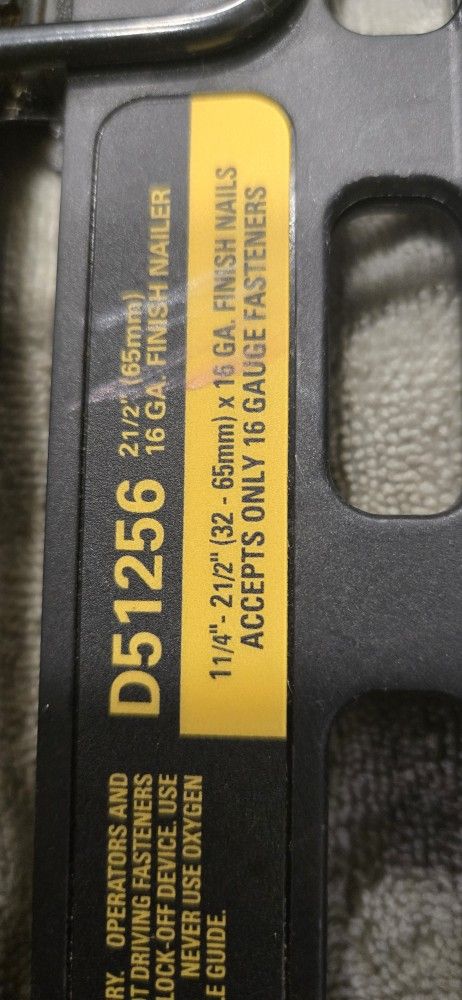 RY. OPERATORS AND
T DRIVING FASTENERS
LOCK-OFF DEVICE. USE
NEVER USE OXYGEN
E GUIDE.
D51256
2 1/2" (65mm)
16 GA. FINISH NAILER
1 1/4" - 2 1/2" (32 - 65mm) x 16 GA. FINISH NAILS
ACCEPTS ONLY 16 GAUGE FASTENERS